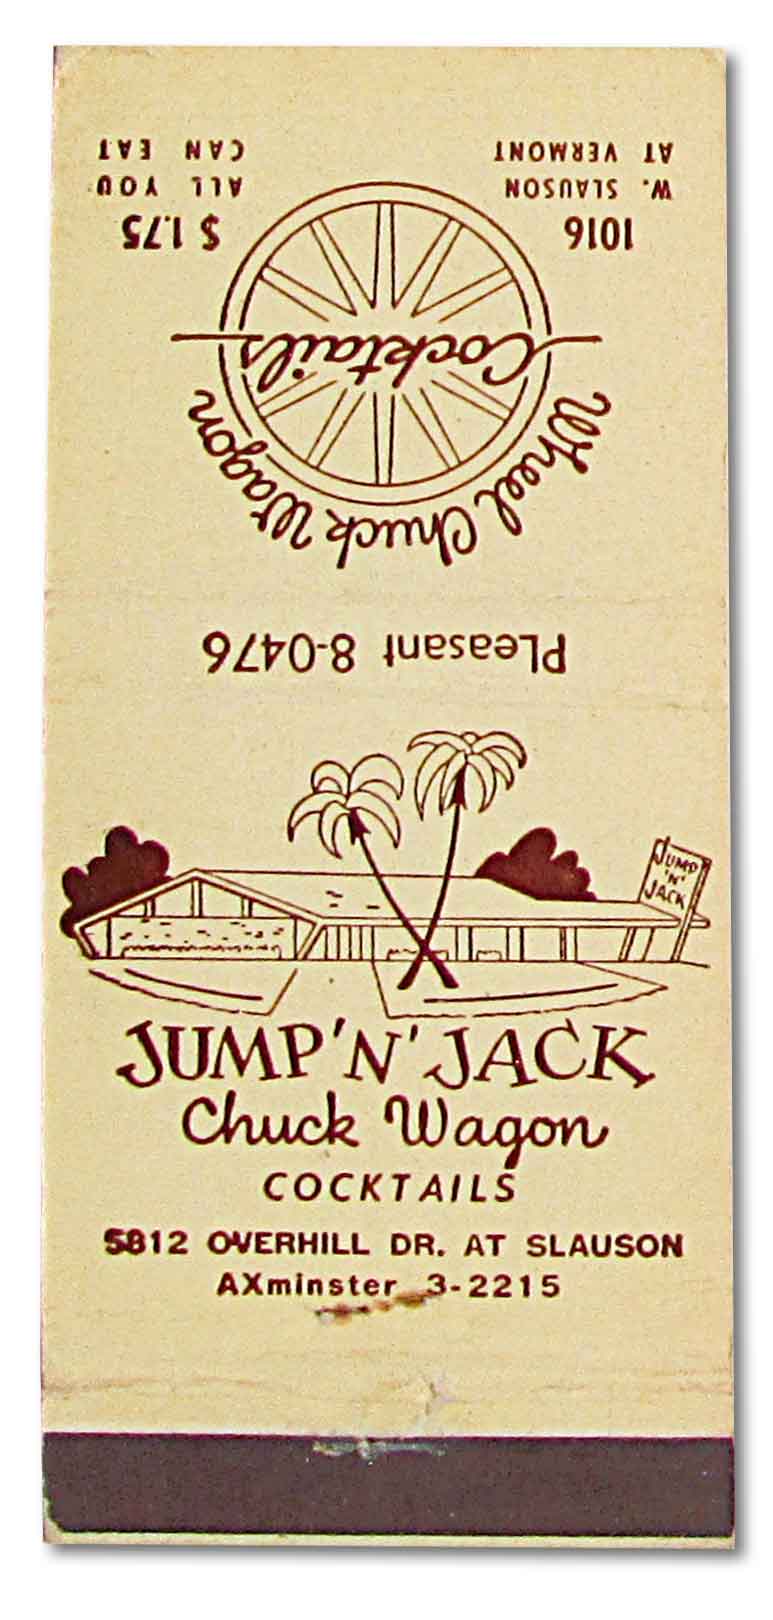 1016
W. SLAUSON
AT VERMONT
$1.75
ALL YOU
CAN EAT
Cocktails
Wheel Chuck Wagon
PLeasant 8-0476
JUMP
'N'
JACK
JUMP 'N' JACK
Chuck Wagon
COCKTAILS
5812 OVERHILL DR. AT SLAUSON
AXminster 3-2215